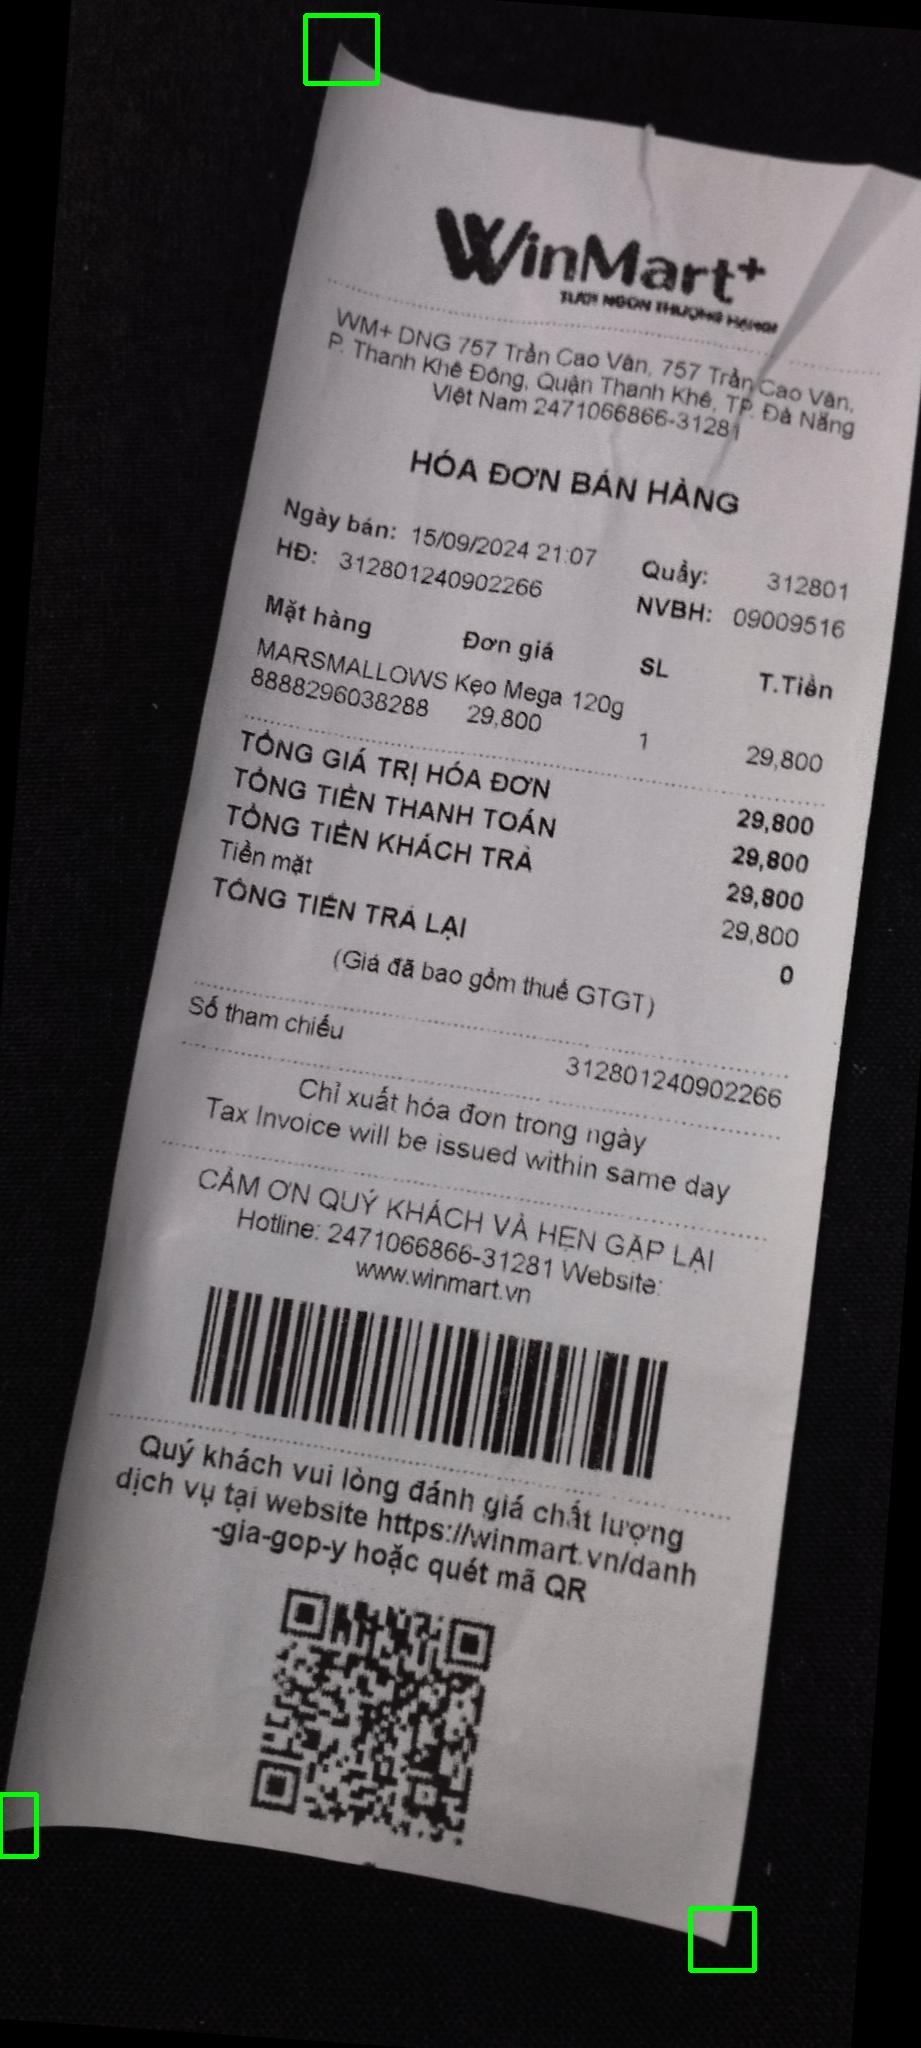 WinMart+
TƯƠI NGON THƯỢNG HẠNG!
WM+ DNG 757 Trần Cao Vân, 757 Trần Cao Vân,
P. Thanh Khê Đông, Quận Thanh Khê, TP. Đà Nẵng
Việt Nam 2471066866-31281
HÓA ĐƠN BÁN HÀNG
Ngày bán: 15/09/2024 21:07 Quầy: 312801
HĐ: 312801240902266 NVBH: 09009516
Mặt hàng Đơn giá SL T.Tiền
MARSMALLOWS Kẹo Mega 120g
8888296038288 29,800 1 29,800
TỔNG GIÁ TRỊ HÓA ĐƠN 29,800
TỔNG TIỀN THANH TOÁN 29,800
TỔNG TIỀN KHÁCH TRẢ 29,800
Tiền mặt 29,800
TỔNG TIỀN TRẢ LẠI 0
(Giá đã bao gồm thuế GTGT)
Số tham chiếu 312801240902266
Chỉ xuất hóa đơn trong ngày
Tax Invoice will be issued within same day
CẢM ƠN QUÝ KHÁCH VÀ HẸN GẶP LẠI
Hotline: 2471066866-31281 Website:
www.winmart.vn
Quý khách vui lòng đánh giá chất lượng
dịch vụ tại website https://winmart.vn/danh
-gia-gop-y hoặc quét mã QR